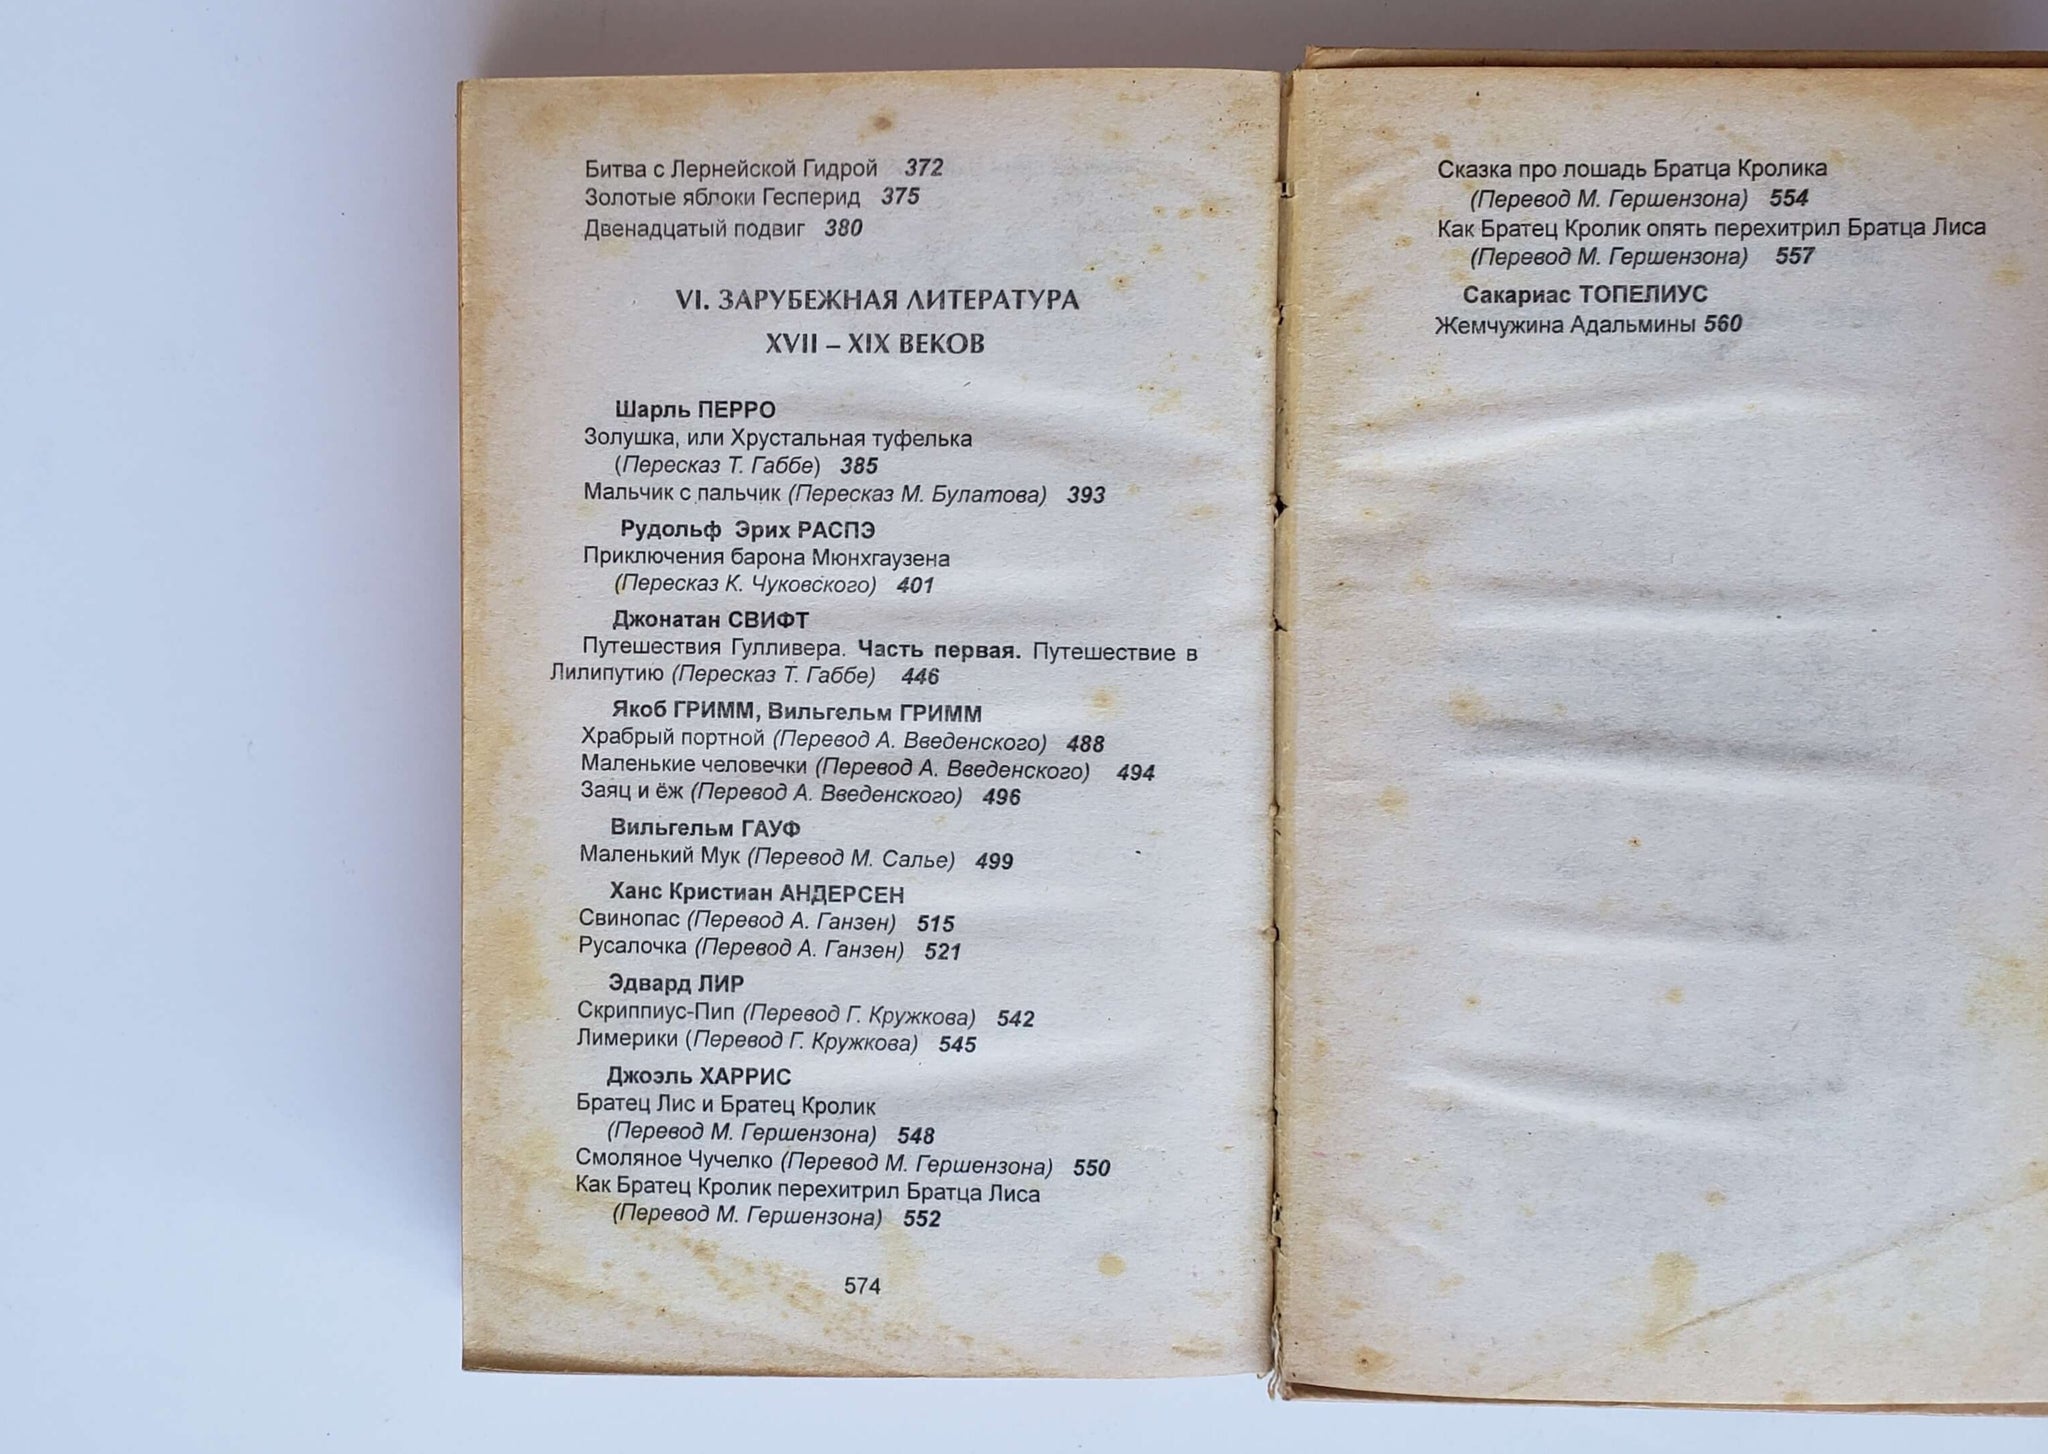 Битва с Лернейской Гидрой 372
Золотые яблоки Гесперид 375
Двенадцатый подвиг 380
VI. ЗАРУБЕЖНАЯ ЛИТЕРАТУРА
XVII – XIX ВЕКОВ
Шарль ПЕРРО
Золушка, или Хрустальная туфелька
(Пересказ Т. Габбе) 385
Мальчик с пальчик (Пересказ М. Булатова) 393
Рудольф Эрих РАСПЭ
Приключения барона Мюнхгаузена
(Пересказ К. Чуковского) 401
Джонатан СВИФТ
Путешествия Гулливера. Часть первая. Путешествие в
Лилипутию (Пересказ Т. Габбе) 446
Якоб ГРИММ, Вильгельм ГРИММ
Храбрый портной (Перевод А. Введенского) 488
Маленькие человечки (Перевод А. Введенского) 494
Заяц и ёж (Перевод А. Введенского) 496
Вильгельм ГАУФ
Маленький Мук (Перевод М. Салье) 499
Ханс Кристиан АНДЕРСЕН
Свинопас (Перевод А. Ганзен) 515
Русалочка (Перевод А. Ганзен) 521
Эдвард ЛИР
Скриппиус-Пип (Перевод Г. Кружкова) 542
Лимерики (Перевод Г. Кружкова) 545
Джоэль ХАРРИС
Братец Лис и Братец Кролик
(Перевод М. Гершензона) 548
Смоляное Чучелко (Перевод М. Гершензона) 550
Как Братец Кролик перехитрил Братца Лиса
(Перевод М. Гершензона) 552
574
Сказка про лошадь Братца Кролика
(Перевод М. Гершензона) 554
Как Братец Кролик опять перехитрил Братца Лиса
(Перевод М. Гершензона) 557
Сакариас ТОПЕЛИУС
Жемчужина Адальмины 560